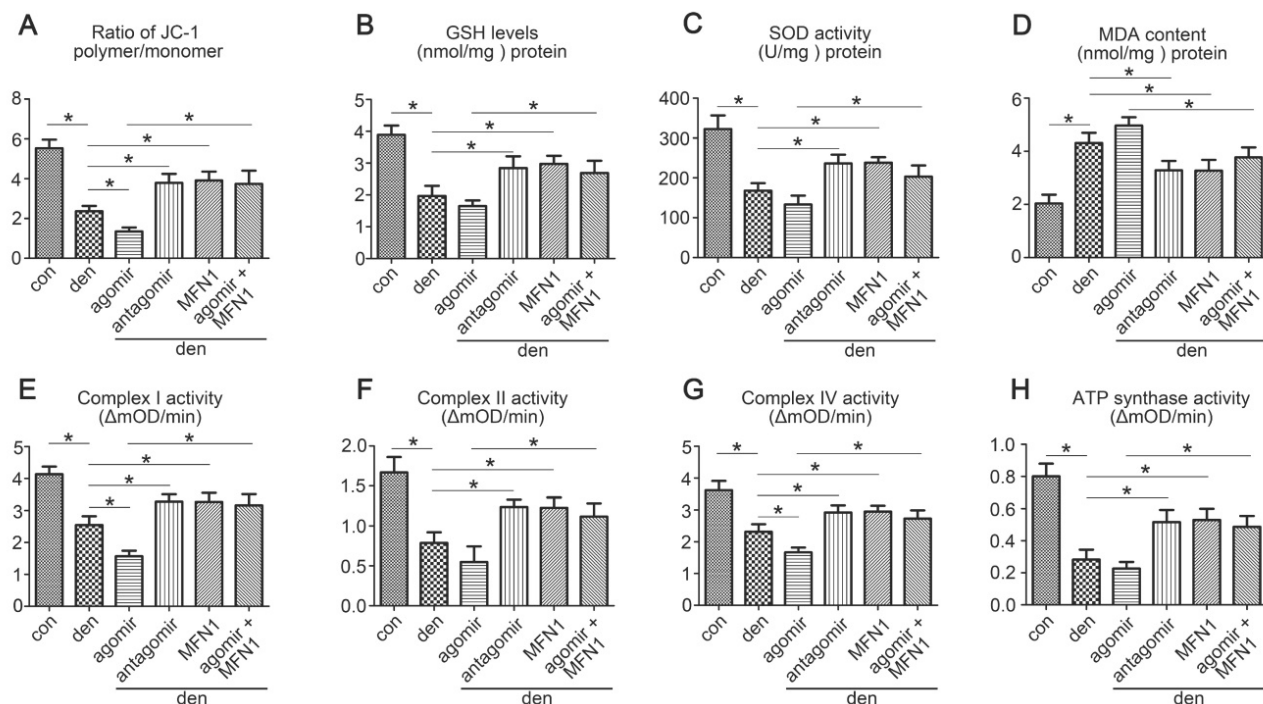 A
Ratio of JC-1
polymer/monomer
8
6
4
2
0
*
*
*
*
*
con
den
agomir
antagomir
MFN1
agomir +
MFN1
den
B
GSH levels
(nmol/mg ) protein
5
4
3
2
1
0
*
*
*
*
con
den
agomir
antagomir
MFN1
agomir +
MFN1
den
C
SOD activity
(U/mg ) protein
400
300
200
100
0
*
*
*
*
con
den
agomir
antagomir
MFN1
agomir +
MFN1
den
D
MDA content
(nmol/mg ) protein
6
4
2
0
*
*
*
*
con
den
agomir
antagomir
MFN1
agomir +
MFN1
den
E
Complex I activity
(ΔmOD/min)
5
4
3
2
1
0
*
*
*
*
*
con
den
agomir
antagomir
MFN1
agomir +
MFN1
den
F
Complex II activity
(ΔmOD/min)
2.0
1.5
1.0
0.5
0.0
*
*
*
*
con
den
agomir
antagomir
MFN1
agomir +
MFN1
den
G
Complex IV activity
(ΔmOD/min)
5
4
3
2
1
0
*
*
*
*
*
con
den
agomir
antagomir
MFN1
agomir +
MFN1
den
H
ATP synthase activity
(ΔmOD/min)
1.0
0.8
0.6
0.4
0.2
0.0
*
*
*
*
con
den
agomir
antagomir
MFN1
agomir +
MFN1
den